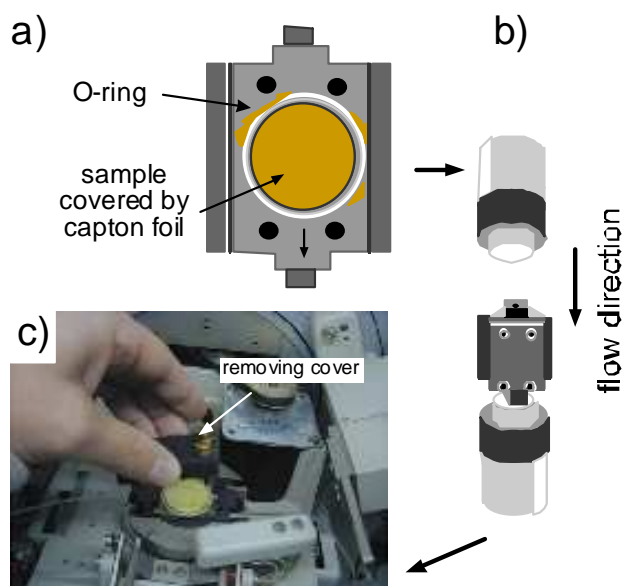 a)
O-ring
sample
covered by
capton foil
b)
flow direction
c)
removing cover